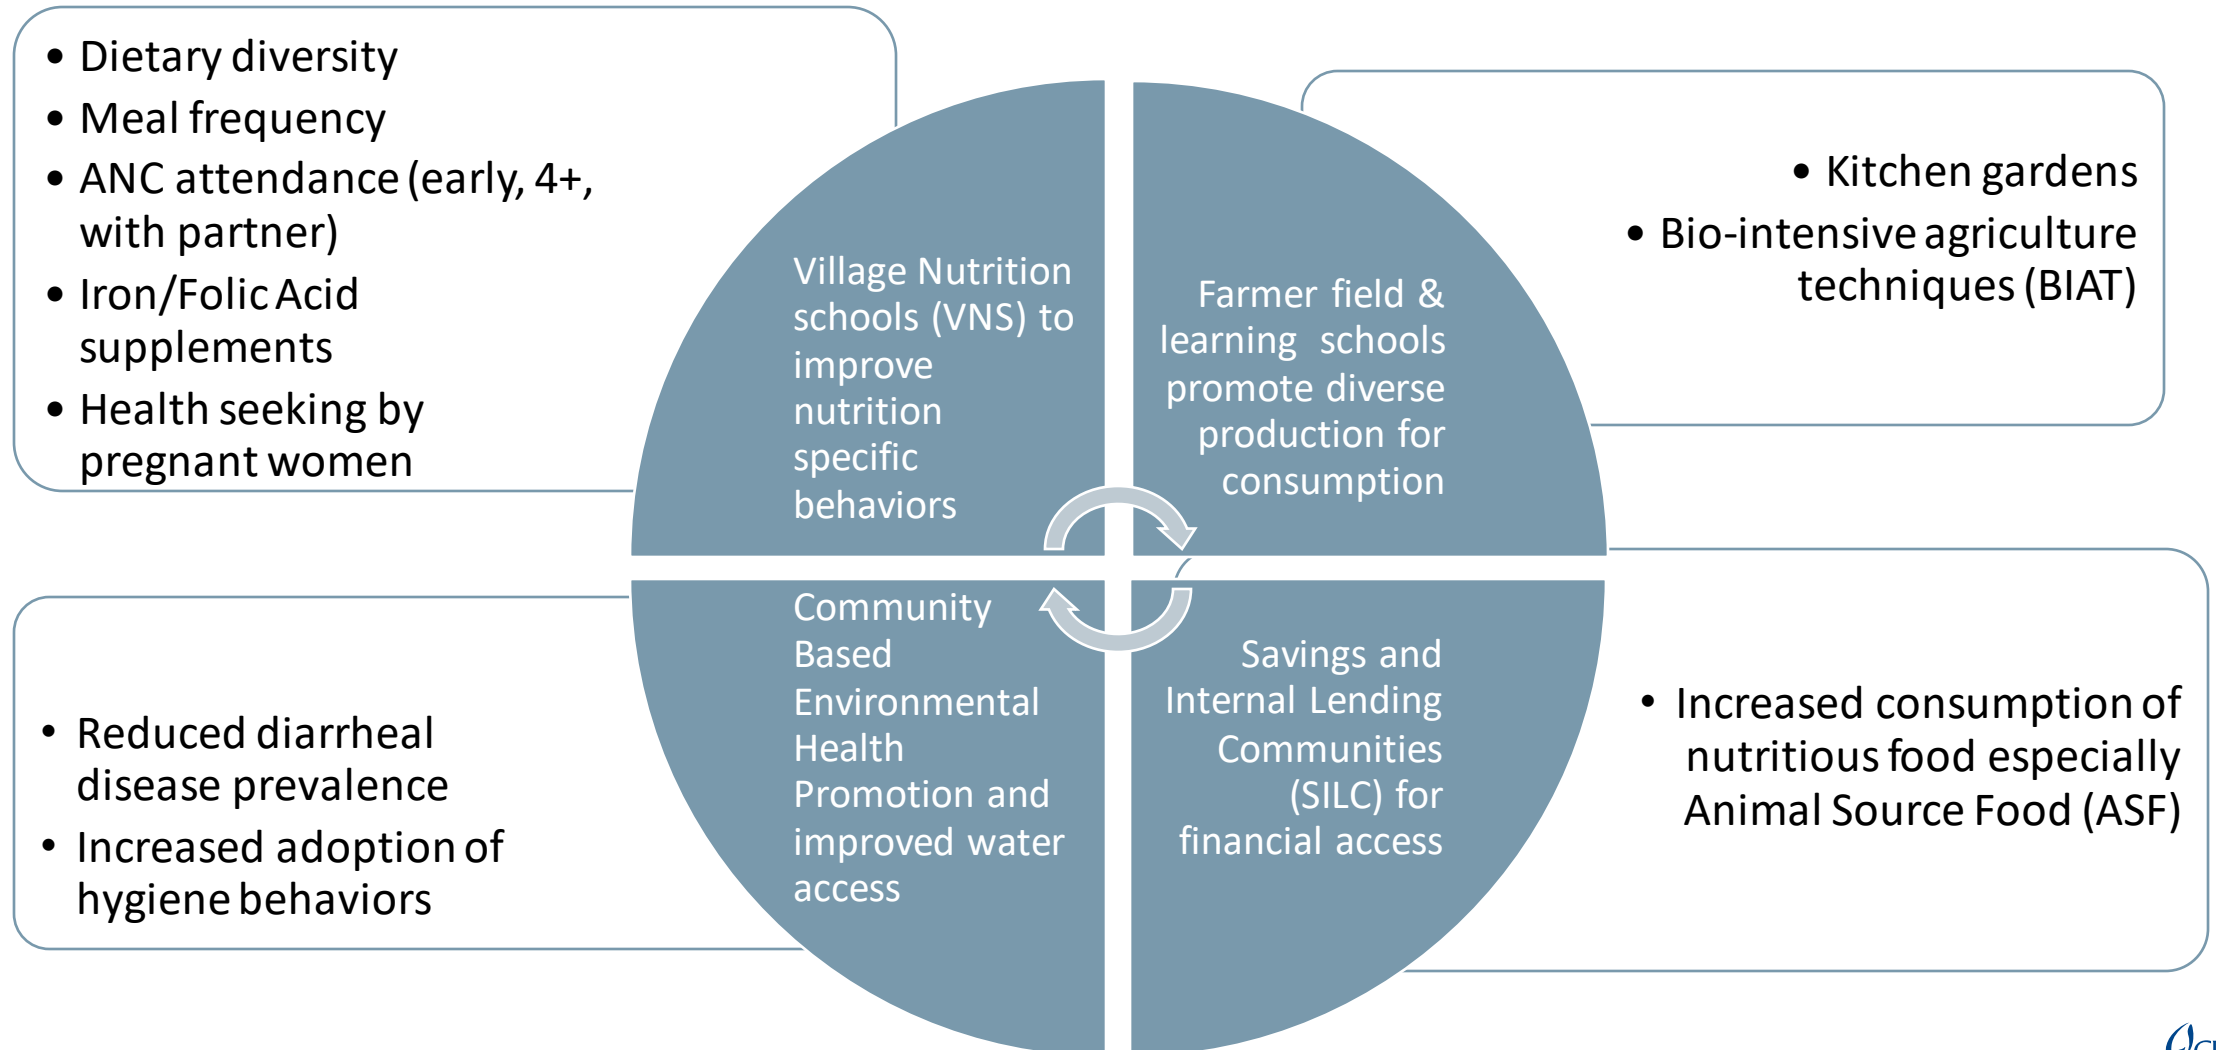 • Dietary diversity
• Meal frequency
• ANC attendance (early, 4+,
with partner)
• Iron/Folic Acid
supplements
• Health seeking by
pregnant women
Village Nutrition
schools (VNS) to
improve
nutrition
specific
behaviors
Farmer field &
learning schools
promote diverse
production for
consumption
• Kitchen gardens
• Bio-intensive agriculture
techniques (BIAT)
• Reduced diarrheal
disease prevalence
• Increased adoption of
hygiene behaviors
Community
Based
Environmental
Health
Promotion and
improved water
access
Savings and
Internal Lending
Communities
(SILC) for
financial access
• Increased consumption of
nutritious food especially
Animal Source Food (ASF)